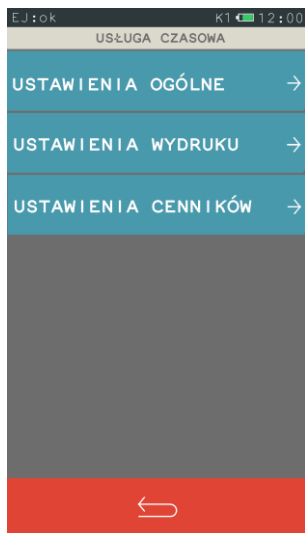 EJ:ok K1 12:00
USŁUGA CZASOWA
USTAWIENIA OGÓLNE
USTAWIENIA WYDRUKU
USTAWIENIA CENNIKÓW